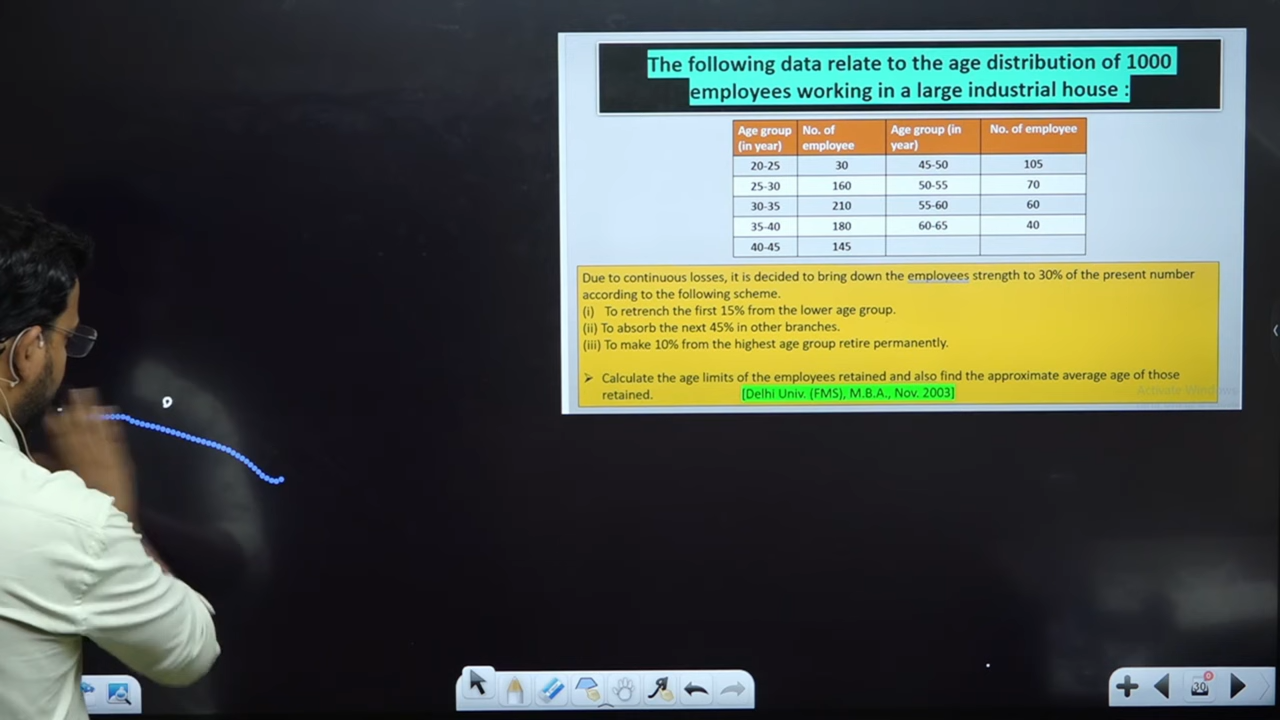 The following data relate to the age distribution of 1000
employees working in a large industrial house :
Age group (in year) No. of employee Age group (in year) No. of employee
20-25 30 45-50 105
25-30 160 50-55 70
30-35 210 55-60 60
35-40 180 60-65 40
40-45 145
Due to continuous losses, it is decided to bring down the employees strength to 30% of the present number
according to the following scheme.
(i) To retrench the first 15% from the lower age group.
(ii) To absorb the next 45% in other branches.
(iii) To make 10% from the highest age group retire permanently.
➢ Calculate the age limits of the employees retained and also find the approximate average age of those
retained. [Delhi Univ. (FMS), M.B.A., Nov. 2003]
Activate Windows
30